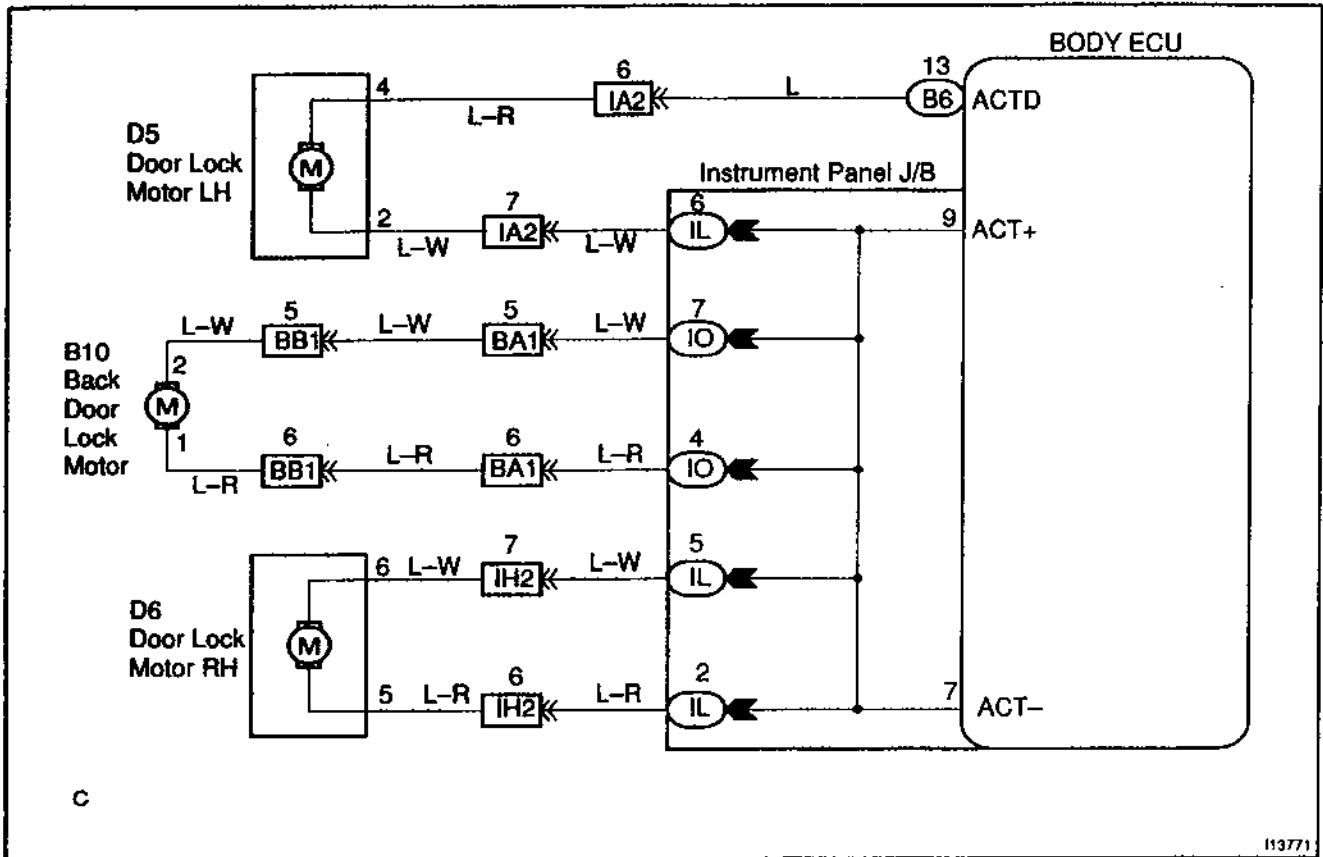 BODY ECU
13
B6 ACTD
L
6
IA2
L–R
4
D5
Door Lock
Motor LH
M
2
L–W
7
IA2
L–W
Instrument Panel J/B
6
IL
9 ACT+
B10
Back
Door
Lock
Motor
M
2
L–W
5
BB1
L–W
5
BA1
L–W
7
IO
1
L–R
6
BB1
L–R
6
BA1
L–R
4
IO
D6
Door Lock
Motor RH
M
6 L–W
7
IH2
L–W
5
IL
5 L–R
6
IH2
L–R
2
IL
7 ACT–
C
I13771